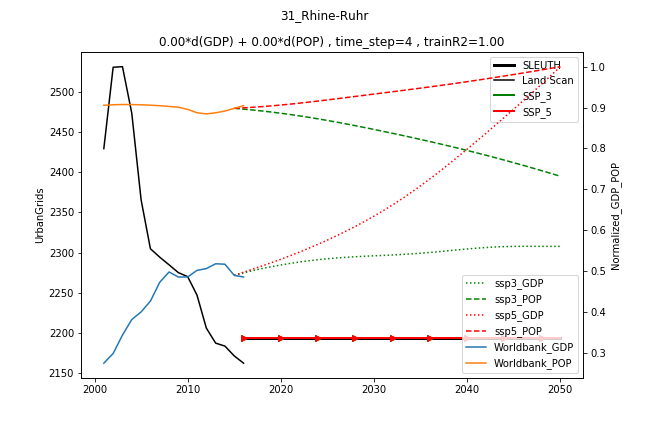 31_Rhine-Ruhr
0.00*d(GDP) + 0.00*d(POP) , time_step=4 , trainR2=1.00
SLEUTH
Land Scan
SSP_3
SSP_5
2500
2450
2400
2350
2300
2250
2200
2150
UrbanGrids
1.0
0.9
0.8
0.7
0.6
0.5
0.4
0.3
Normalized_GDP_POP
ssp3_GDP
ssp3_POP
ssp5_GDP
ssp5_POP
Worldbank_GDP
Worldbank_POP
2000 2010 2020 2030 2040 2050